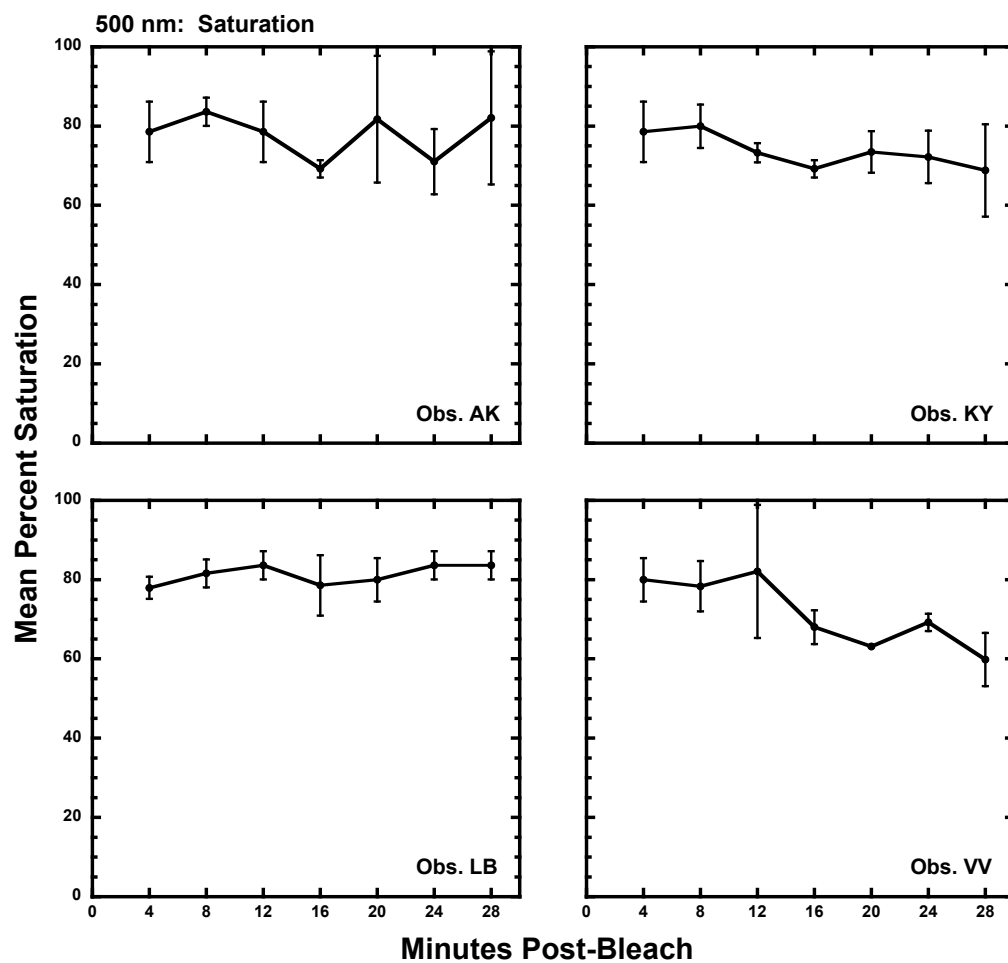 500 nm: Saturation
100
80
60
40
20
0
Obs. AK
Obs. KY
Mean Percent Saturation
100
80
60
40
20
0
Obs. LB
Obs. VV
0 4 8 12 16 20 24 28
0 4 8 12 16 20 24 28
Minutes Post-Bleach